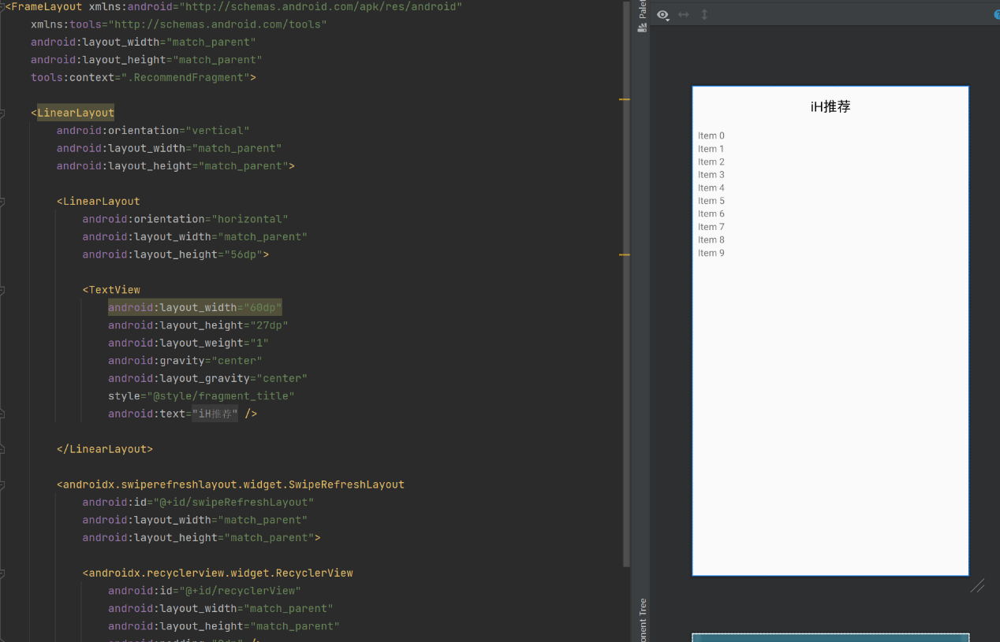 <FrameLayout xmlns:android="http://schemas.android.com/apk/res/android"
xmlns:tools="http://schemas.android.com/tools"
android:layout_width="match_parent"
android:layout_height="match_parent"
tools:context=".RecommendFragment">
<LinearLayout
android:orientation="vertical"
android:layout_width="match_parent"
android:layout_height="match_parent">
<LinearLayout
android:orientation="horizontal"
android:layout_width="match_parent"
android:layout_height="56dp">
<TextView
android:layout_width="60dp"
android:layout_height="27dp"
android:layout_weight="1"
android:gravity="center"
android:layout_gravity="center"
style="@style/fragment_title"
android:text="iH推荐" />
</LinearLayout>
<androidx.swiperefreshlayout.widget.SwipeRefreshLayout
android:id="@+id/swipeRefreshLayout"
android:layout_width="match_parent"
android:layout_height="match_parent">
<androidx.recyclerview.widget.RecyclerView
android:id="@+id/recyclerView"
android:layout_width="match_parent"
android:layout_height="match_parent"
iH推荐
Item 0
Item 1
Item 2
Item 3
Item 4
Item 5
Item 6
Item 7
Item 8
Item 9
Tree